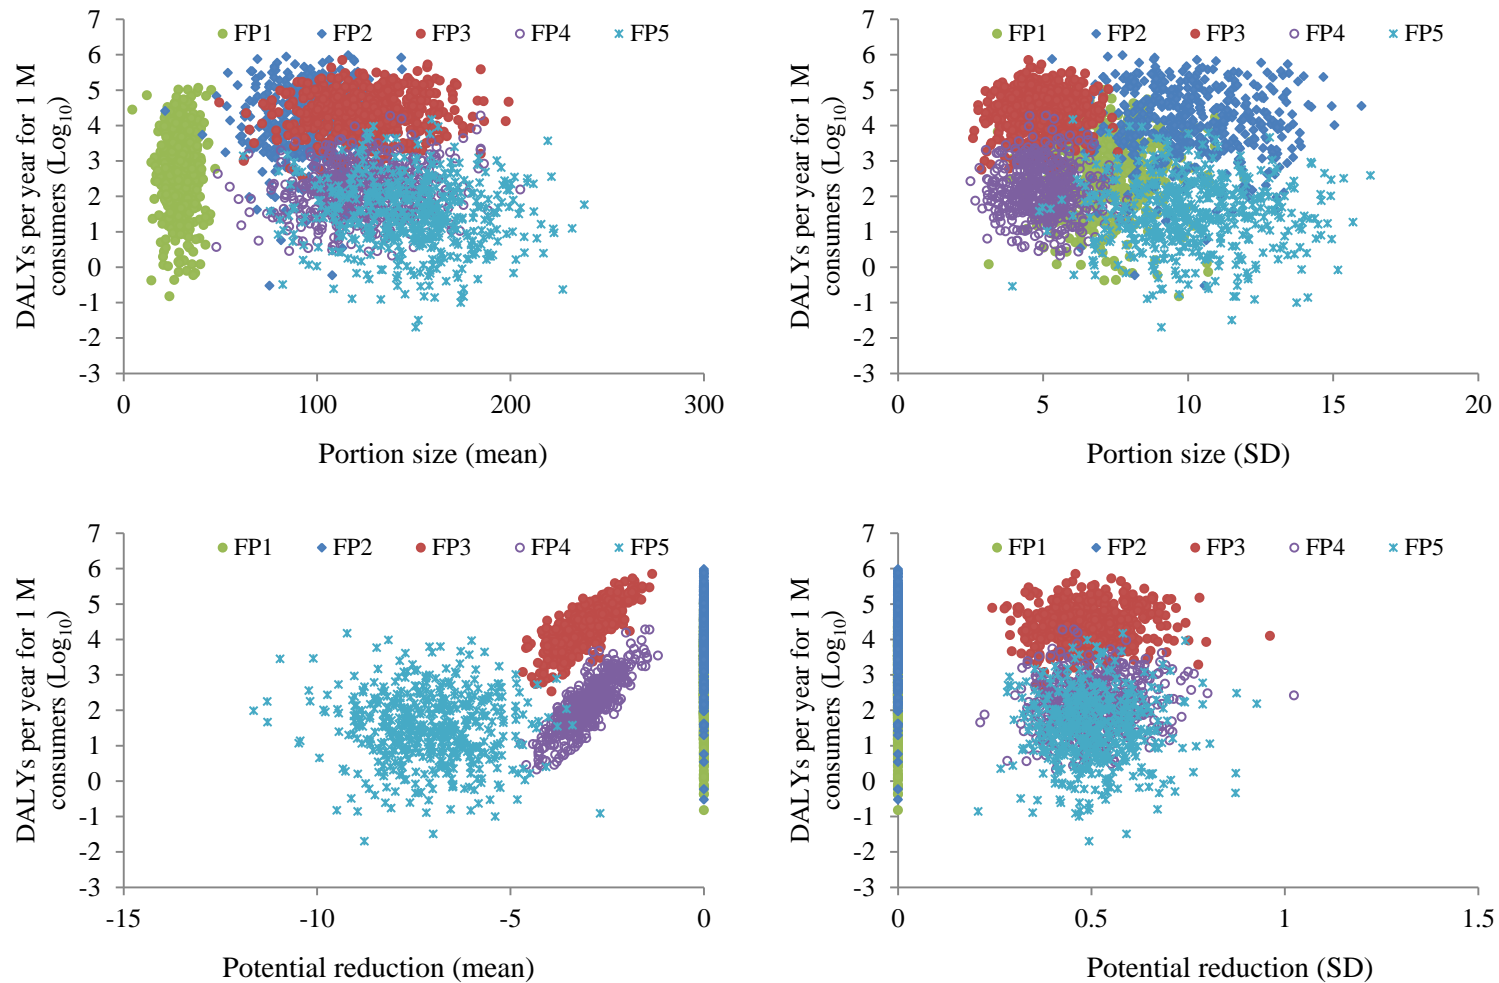 7
6
5
4
3
2
1
0
-1
-2
-3
DALYs per year for 1 M
consumers (Log10)
FP1 FP2 FP3 FP4 FP5
0 100 200 300
Portion size (mean)
7
6
5
4
3
2
1
0
-1
-2
-3
DALYs per year for 1 M
consumers (Log10)
FP1 FP2 FP3 FP4 FP5
0 5 10 15 20
Portion size (SD)
7
6
5
4
3
2
1
0
-1
-2
-3
DALYs per year for 1 M
consumers (Log10)
FP1 FP2 FP3 FP4 FP5
-15 -10 -5 0
Potential reduction (mean)
7
6
5
4
3
2
1
0
-1
-2
-3
DALYs per year for 1 M
consumers (Log10)
FP1 FP2 FP3 FP4 FP5
0 0.5 1 1.5
Potential reduction (SD)